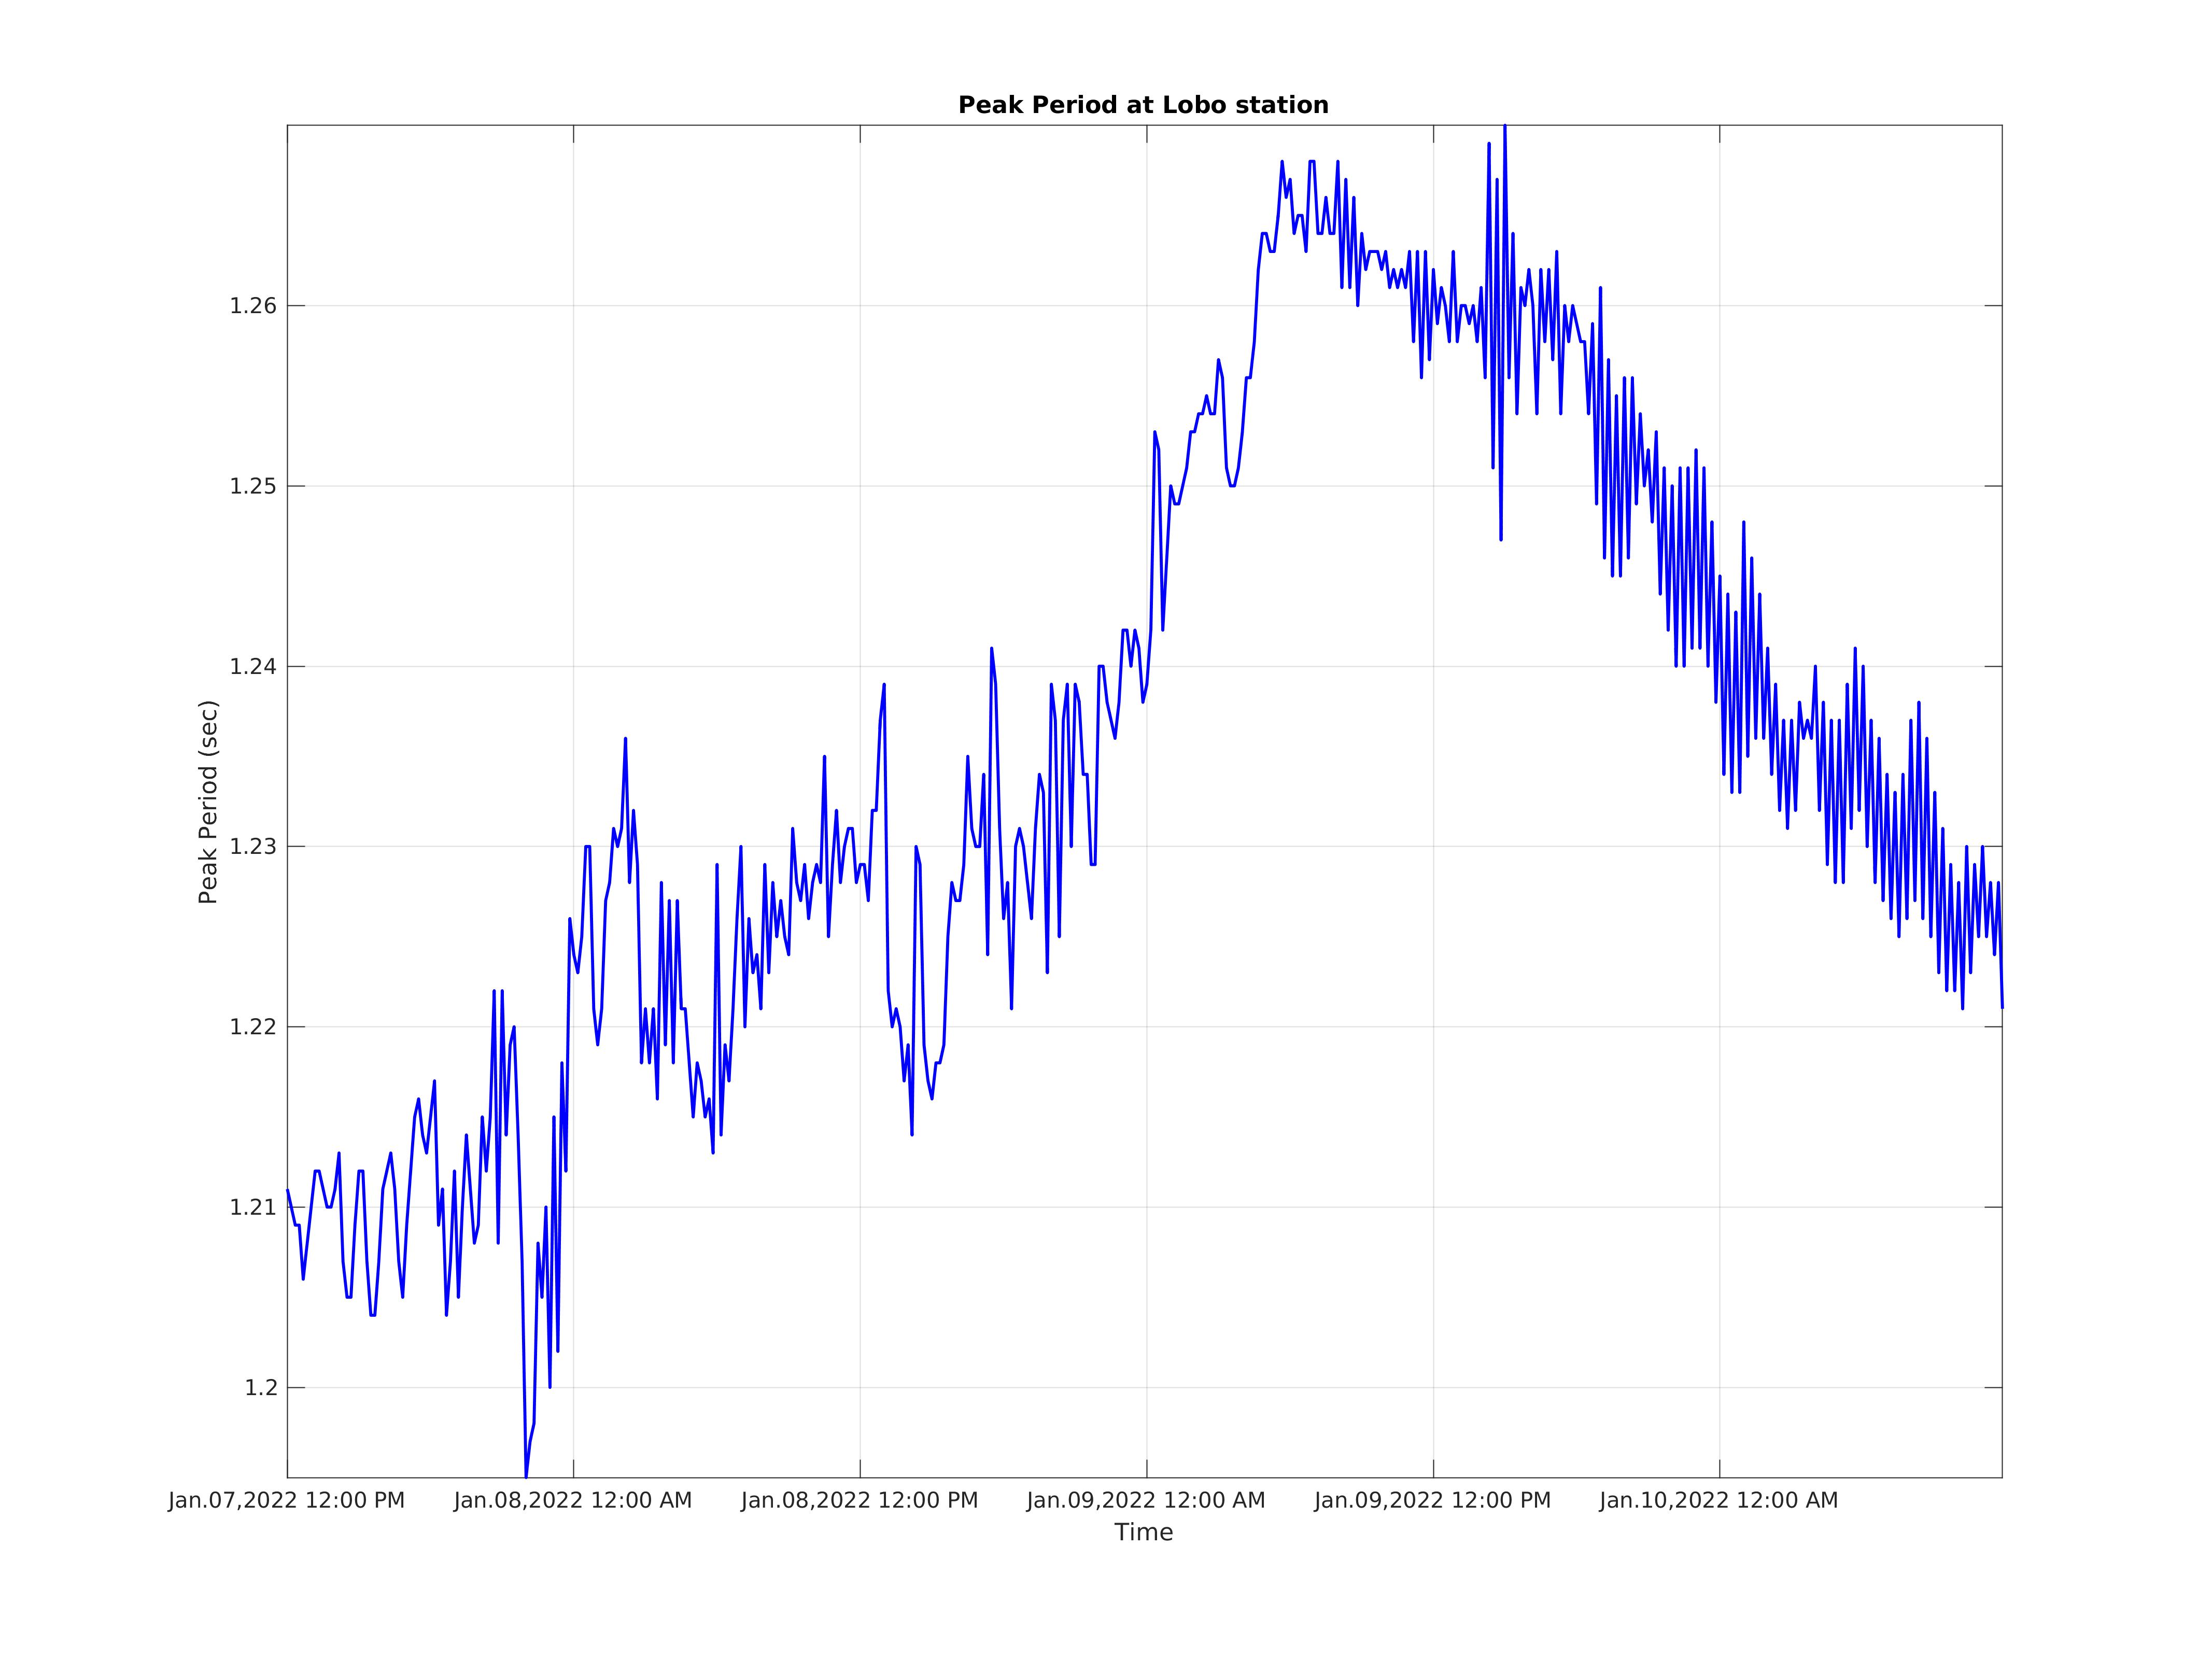 Peak Period at Lobo station
Peak Period (sec)
1.26
1.25
1.24
1.23
1.22
1.21
1.2
Jan.07,2022 12:00 PM
Jan.08,2022 12:00 AM
Jan.08,2022 12:00 PM
Jan.09,2022 12:00 AM
Jan.09,2022 12:00 PM
Jan.10,2022 12:00 AM
Time